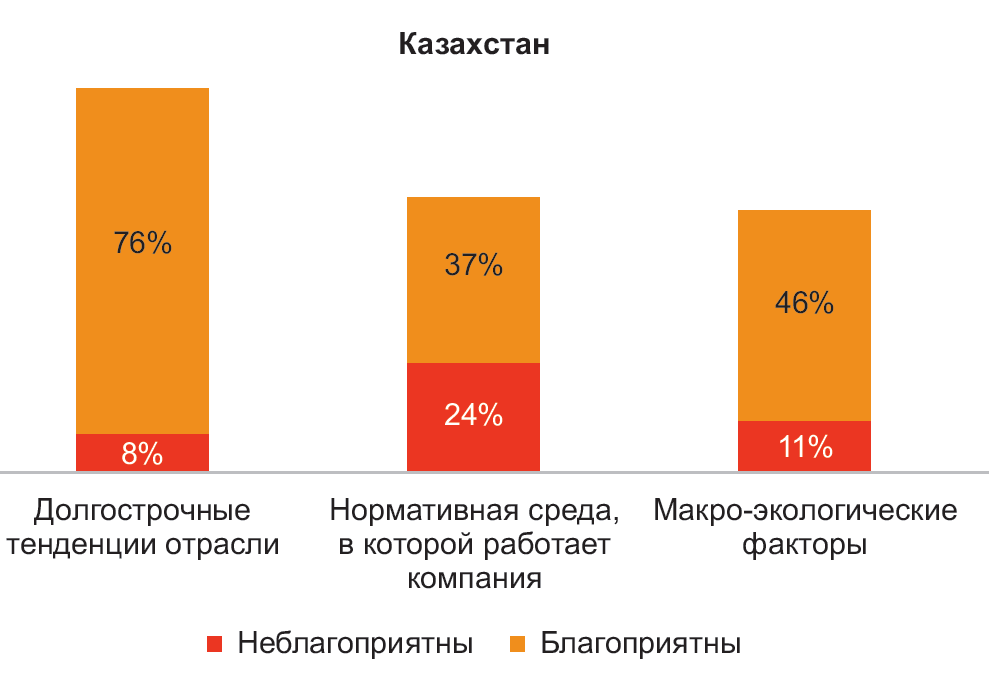 Казахстан
76%
37%
46%
24%
8%
11%
Долгострочные
тенденции отрасли
Нормативная среда,
в которой работает
компания
Макро-экологические
факторы
Неблагоприятны
Благоприятны